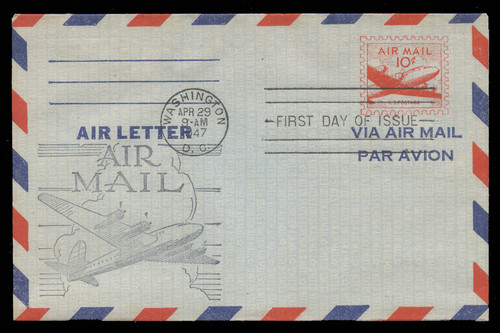 AIR MAIL
10¢
U.S. POSTAGE
WASHINGTON
APR 29
9-AM
1947
D. C.
FIRST DAY OF ISSUE
AIR LETTER
VIA AIR MAIL
PAR AVION
AIR
MAIL